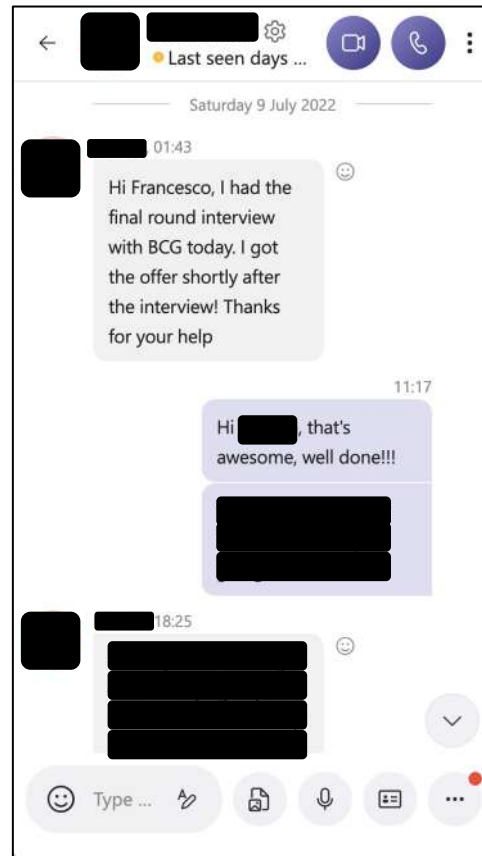 Last seen days ...
Saturday 9 July 2022
01:43
Hi Francesco, I had the
final round interview
with BCG today. I got
the offer shortly after
the interview! Thanks
for your help
11:17
Hi , that's
awesome, well done!!!
18:25
Type ...